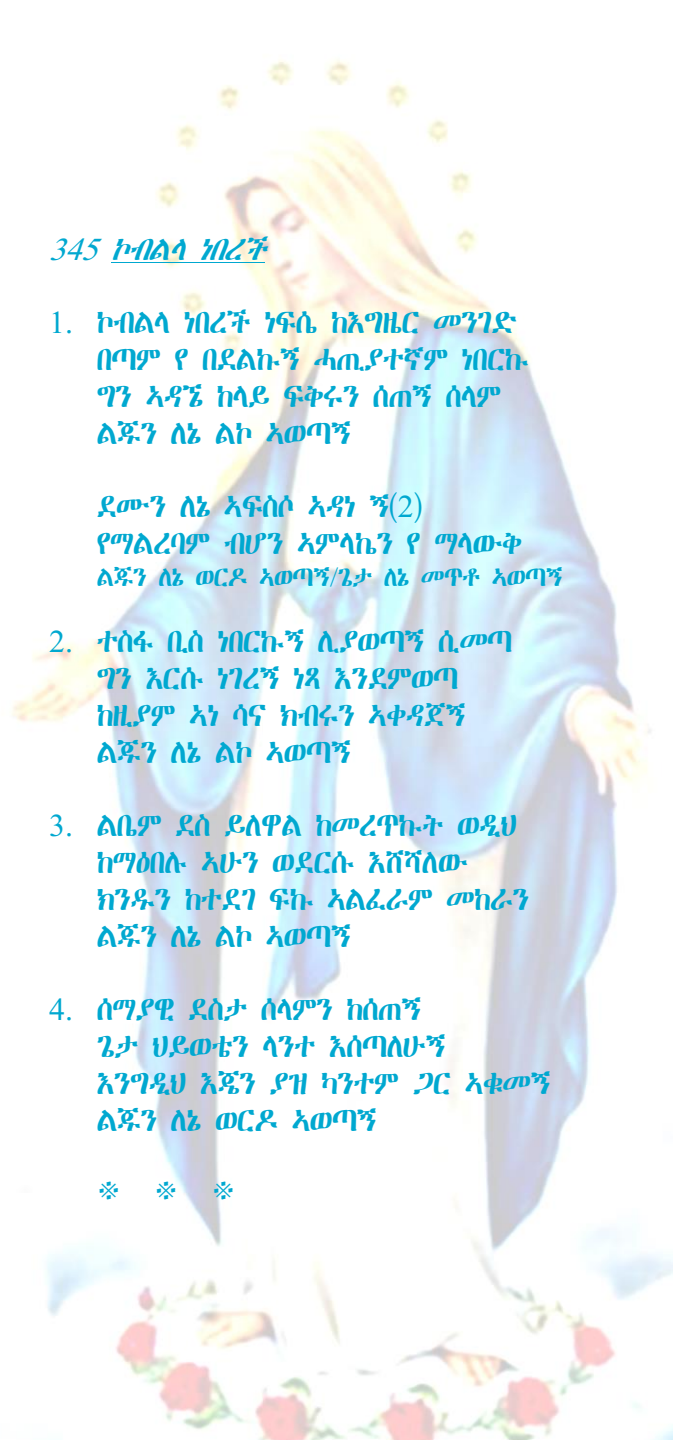 345 ኮብልላ ነበረች
1. ኮብልላ ነበረች ነፍሴ ከእግዜር መንገድ
በጣም የ በደልኩኝ ሓጢያተኛም ነበርኩ
ግን ኣዳኜ ከላይ ፍቅሩን ሰጠኝ ሰላም
ልጁን ለኔ ልኮ ኣወጣኝ
ደሙን ለኔ ኣፍስሶ ኣዳነ ኝ(2)
የማልረባም ብሆን ኣምላኬን የ ማላውቅ
ልጁን ለኔ ወርዶ ኣወጣኝ/ጌታ ለኔ መጥቶ ኣወጣኝ
2. ተስፋ ቢስ ነበርኩኝ ሊያወጣኝ ሲመጣ
ግን እርሱ ነገረኝ ነጻ እንደምወጣ
ከዚያም ኣነ ሳና ክብሩን ኣቀዳጀኝ
ልጁን ለኔ ልኮ ኣወጣኝ
3. ልቤም ደስ ይለዋል ከመረጥኩት ወዲህ
ከማዕበሉ ኣሁን ወደርሱ እሸሻለው
ክንዱን ከተደገ ፍኩ ኣልፈራም መከራን
ልጁን ለኔ ልኮ ኣወጣኝ
4. ሰማያዊ ደስታ ሰላምን ከሰጠኝ
ጌታ ህይወቴን ላንተ እሰጣለሁኝ
እንግዲህ እጄን ያዝ ካንተም ጋር ኣቁመኝ
ልጁን ለኔ ወርዶ ኣወጣኝ
※ ※ ※